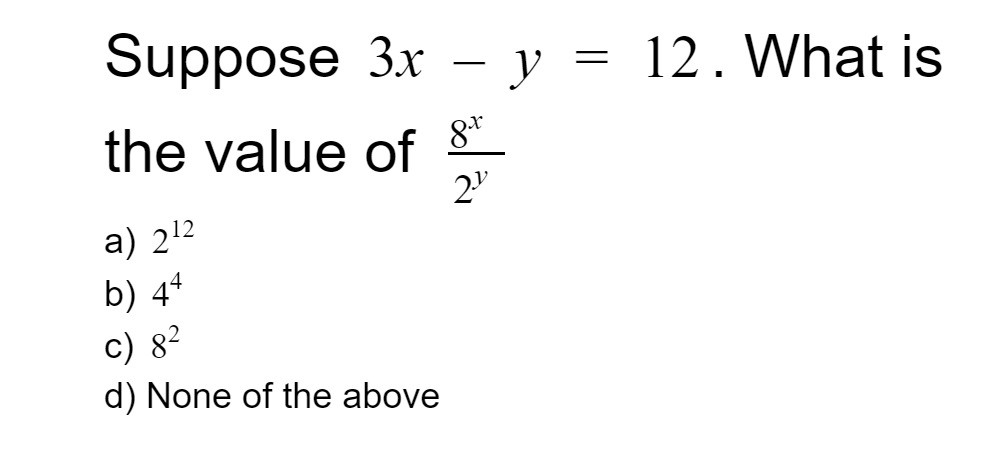 Suppose 3x − y = 12. What is
the value of 8^x/2^y
a) 2^12
b) 4^4
c) 8^2
d) None of the above